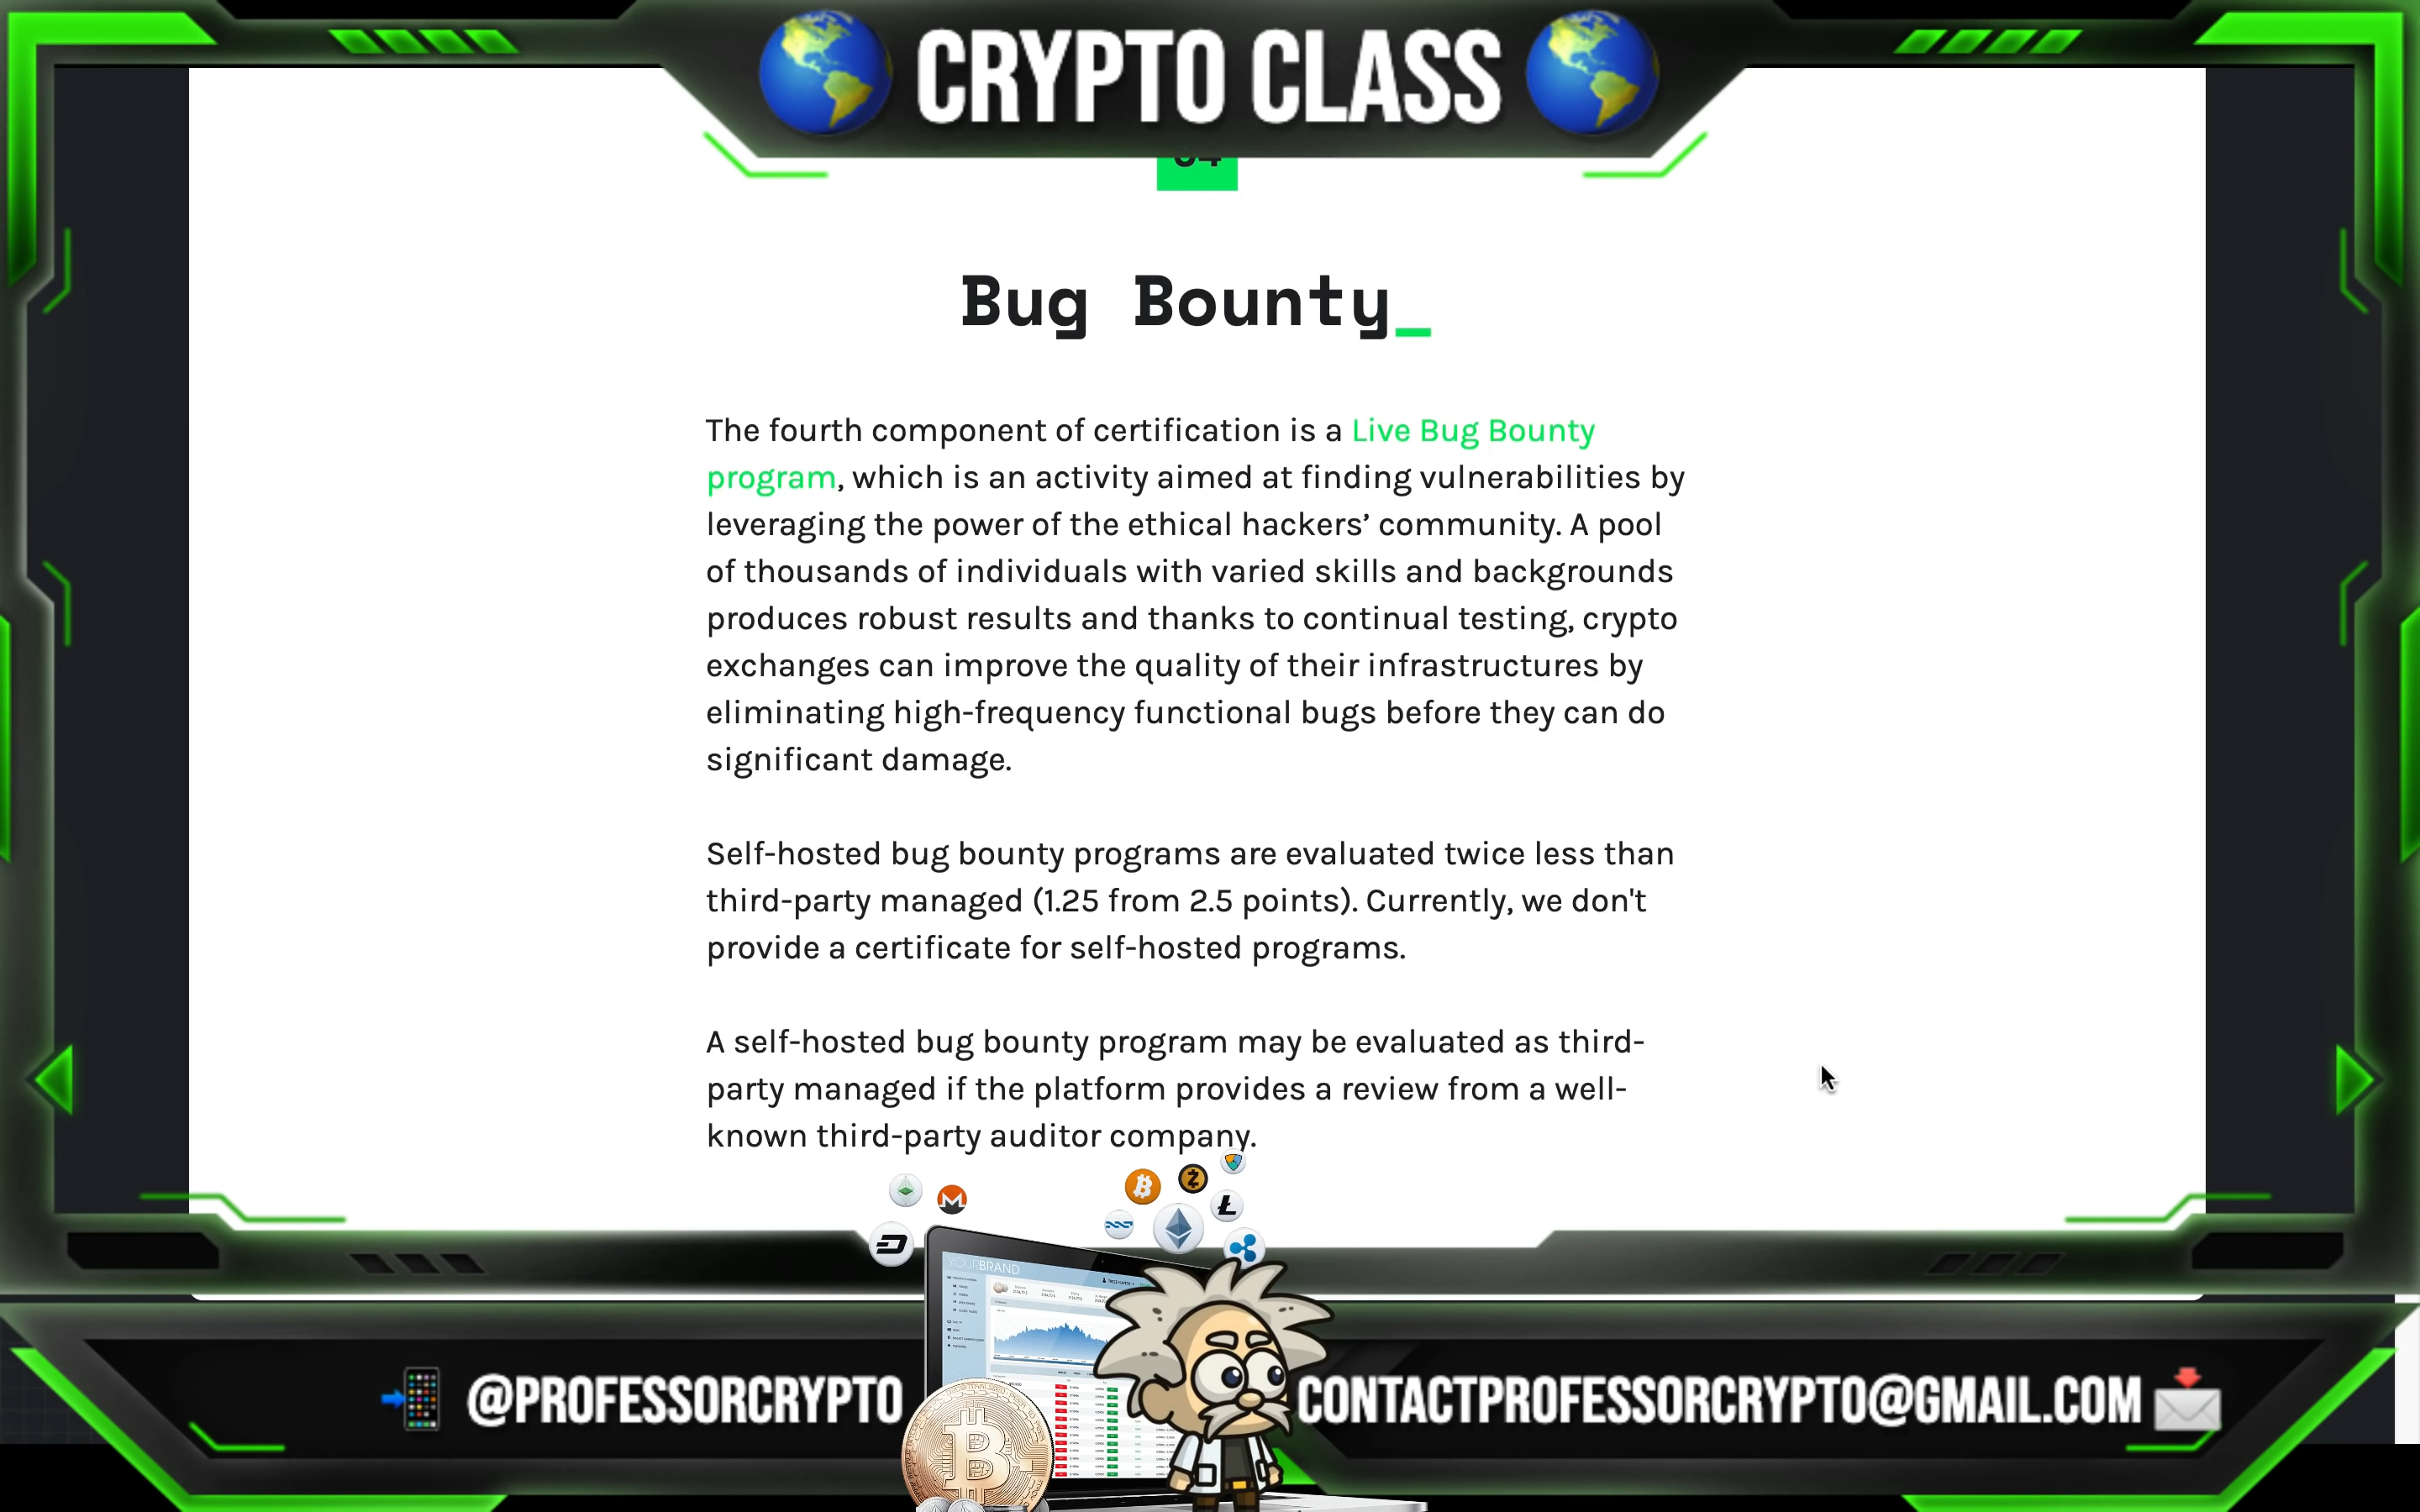 CRYPTO CLASS
04
Bug Bounty_
The fourth component of certification is a Live Bug Bounty
program, which is an activity aimed at finding vulnerabilities by
leveraging the power of the ethical hackers’ community. A pool
of thousands of individuals with varied skills and backgrounds
produces robust results and thanks to continual testing, crypto
exchanges can improve the quality of their infrastructures by
eliminating high-frequency functional bugs before they can do
significant damage.
Self-hosted bug bounty programs are evaluated twice less than
third-party managed (1.25 from 2.5 points). Currently, we don't
provide a certificate for self-hosted programs.
A self-hosted bug bounty program may be evaluated as third-
party managed if the platform provides a review from a well-
known third-party auditor company.
YOURBRAND
@PROFESSORCRYPTO
CONTACTPROFESSORCRYPTO@GMAIL.COM